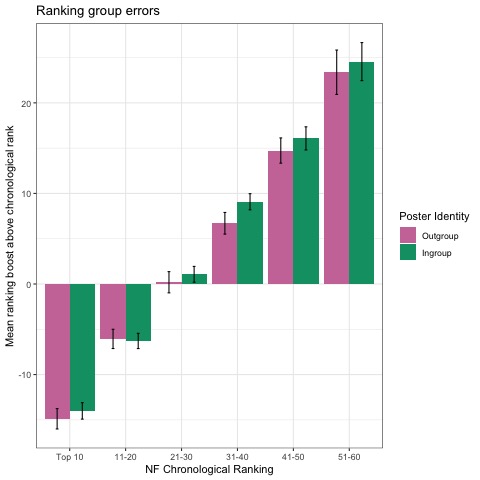 Ranking group errors
Mean ranking boost above chronological rank
20
10
0
-10
Top 10
11-20
21-30
31-40
41-50
51-60
NF Chronological Ranking
Poster Identity
Outgroup
Ingroup